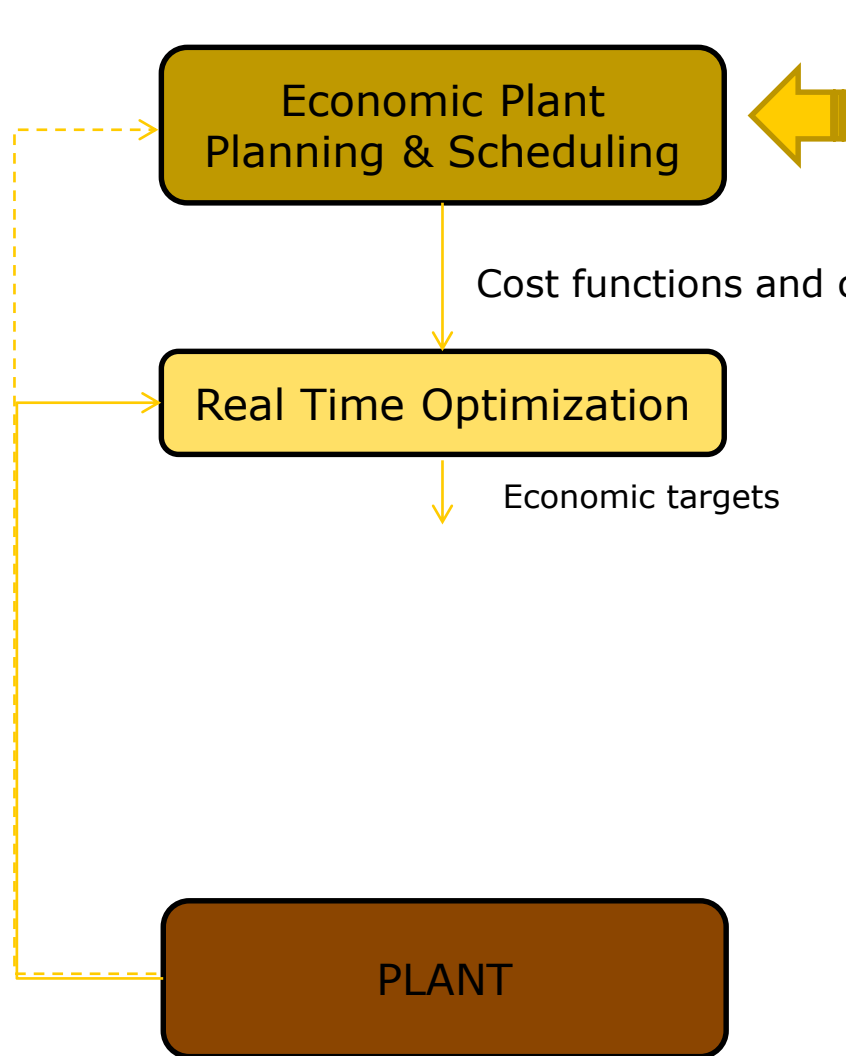 Economic Plant
Planning & Scheduling
Cost functions and
Real Time Optimization
Economic targets
PLANT